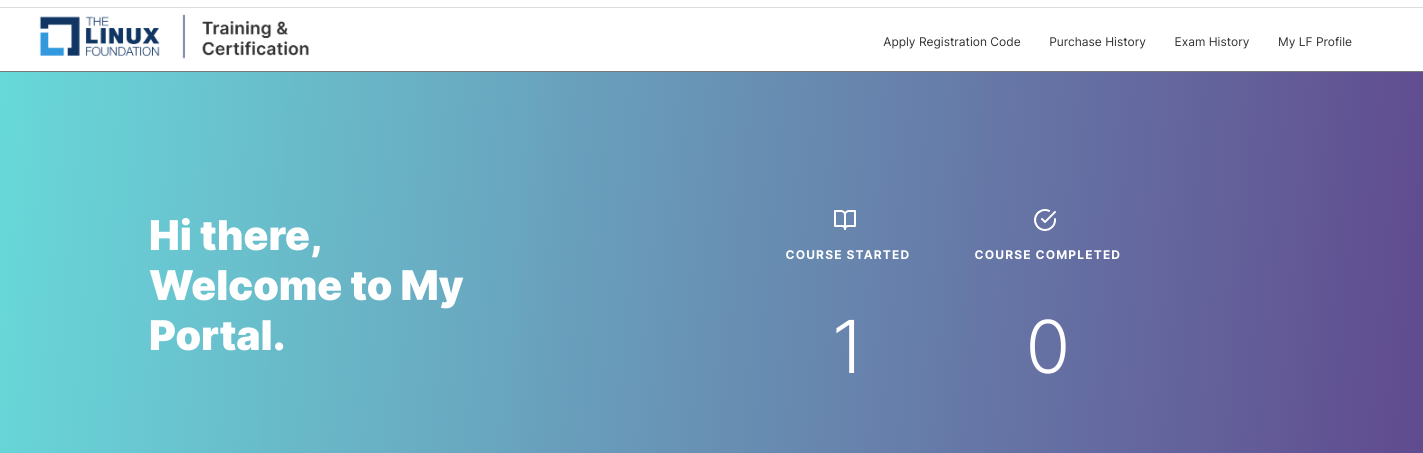 THE
LINUX
FOUNDATION
Training &
Certification
Apply Registration Code
Purchase History
Exam History
My LF Profile
Hi there,
Welcome to My
Portal.
COURSE STARTED
1
COURSE COMPLETED
0